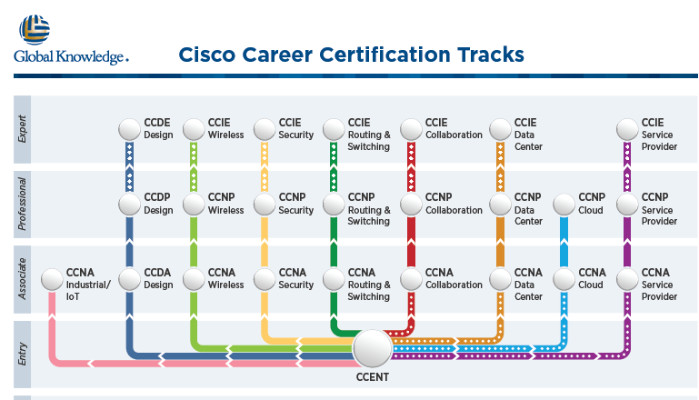 Global Knowledge.
Cisco Career Certification Tracks
Expert
CCDE
Design
CCIE
Wireless
CCIE
Security
CCIE
Routing &
Switching
CCIE
Collaboration
CCIE
Data
Center
CCIE
Service
Provider
Professional
CCDP
Design
CCNP
Wireless
CCNP
Security
CCNP
Routing &
Switching
CCNP
Collaboration
CCNP
Data
Center
CCNP
Cloud
CCNP
Service
Provider
Associate
CCNA
Industrial/
IoT
CCDA
Design
CCNA
Wireless
CCNA
Security
CCNA
Routing &
Switching
CCNA
Collaboration
CCNA
Data
Center
CCNA
Cloud
CCNA
Service
Provider
Entry
CCENT